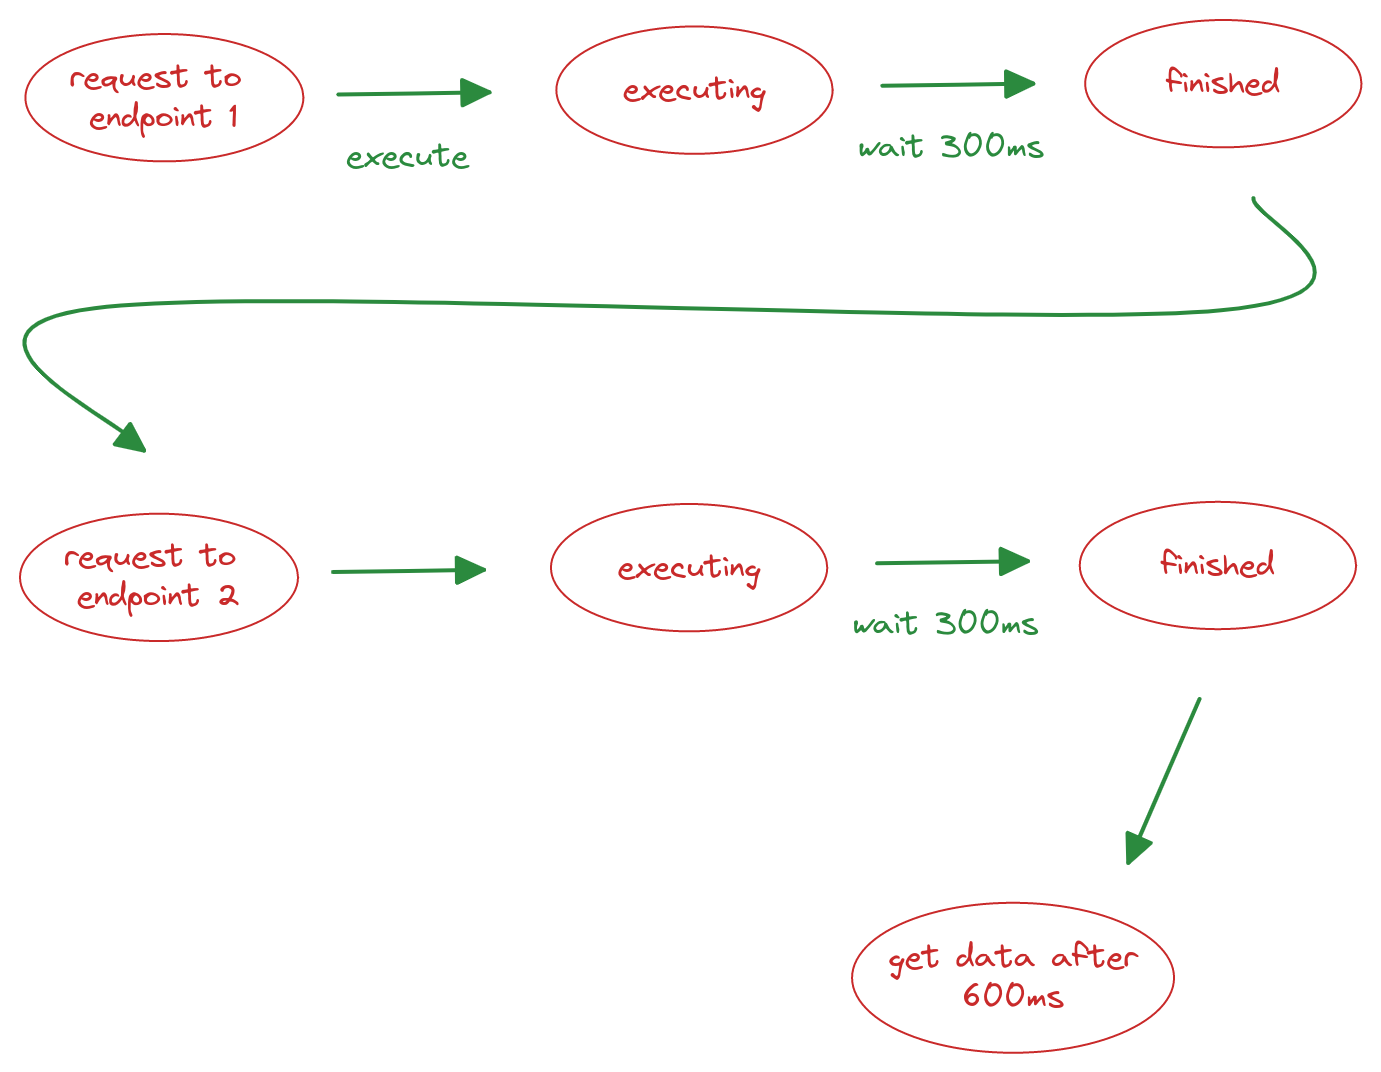 request to
endpoint 1
execute
executing
wait 300ms
finished
request to
endpoint 2
executing
wait 300ms
finished
get data after
600ms